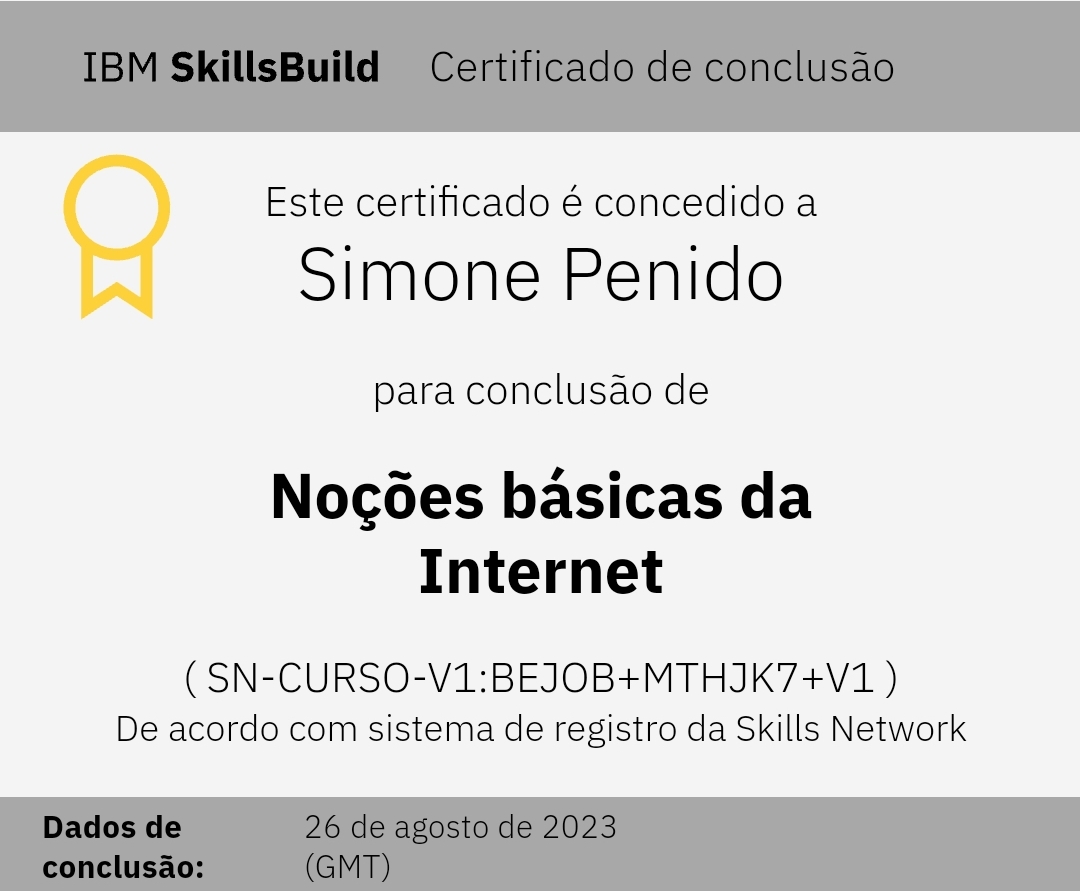 IBM SkillsBuild Certificado de conclusão
Este certificado é concedido a
Simone Penido
para conclusão de
Noções básicas da
Internet
( SN-CURSO-V1:BEJOB+MTHJK7+V1 )
De acordo com sistema de registro da Skills Network
Dados de 26 de agosto de 2023
conclusão: (GMT)